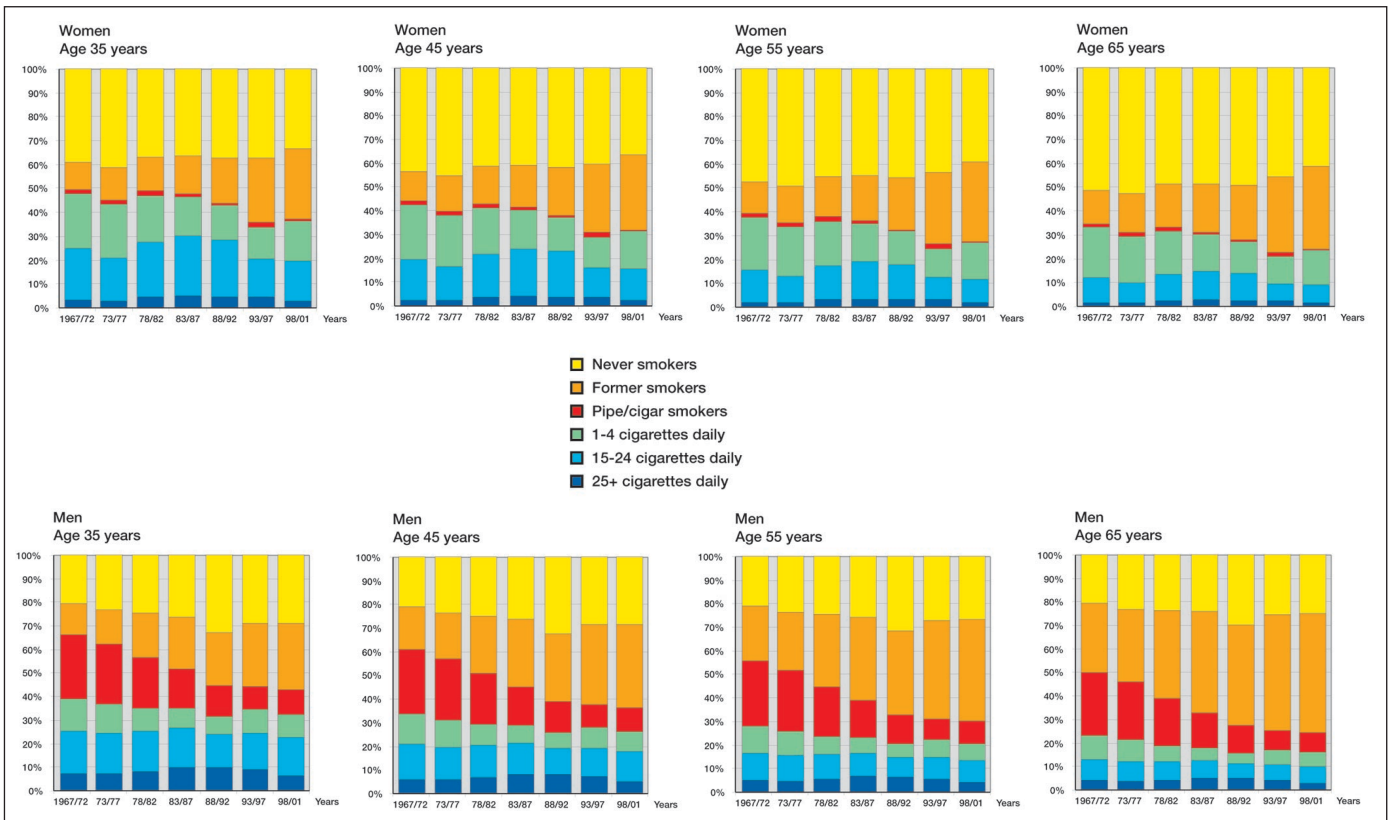 Women
Age 35 years
100%
90%
80%
70%
60%
50%
40%
30%
20%
10%
0%
1967/72 73/77 78/82 83/87 88/92 93/97 98/01 Years
Women
Age 45 years
100%
90%
80%
70%
60%
50%
40%
30%
20%
10%
0%
1967/72 73/77 78/82 83/87 88/92 93/97 98/01 Years
Women
Age 55 years
100%
90%
80%
70%
60%
50%
40%
30%
20%
10%
0%
1967/72 73/77 78/82 83/87 88/92 93/97 98/01 Years
Women
Age 65 years
100%
90%
80%
70%
60%
50%
40%
30%
20%
10%
0%
1967/72 73/77 78/82 83/87 88/92 93/97 98/01 Years
Never smokers
Former smokers
Pipe/cigar smokers
1-4 cigarettes daily
15-24 cigarettes daily
25+ cigarettes daily
Men
Age 35 years
100%
90%
80%
70%
60%
50%
40%
30%
20%
10%
0%
1967/72 73/77 78/82 83/87 88/92 93/97 98/01 Years
Men
Age 45 years
100%
90%
80%
70%
60%
50%
40%
30%
20%
10%
0%
1967/72 73/77 78/82 83/87 88/92 93/97 98/01 Years
Men
Age 55 years
100%
90%
80%
70%
60%
50%
40%
30%
20%
10%
0%
1967/72 73/77 78/82 83/87 88/92 93/97 98/01 Years
Men
Age 65 years
100%
90%
80%
70%
60%
50%
40%
30%
20%
10%
0%
1967/72 73/77 78/82 83/87 88/92 93/97 98/01 Years